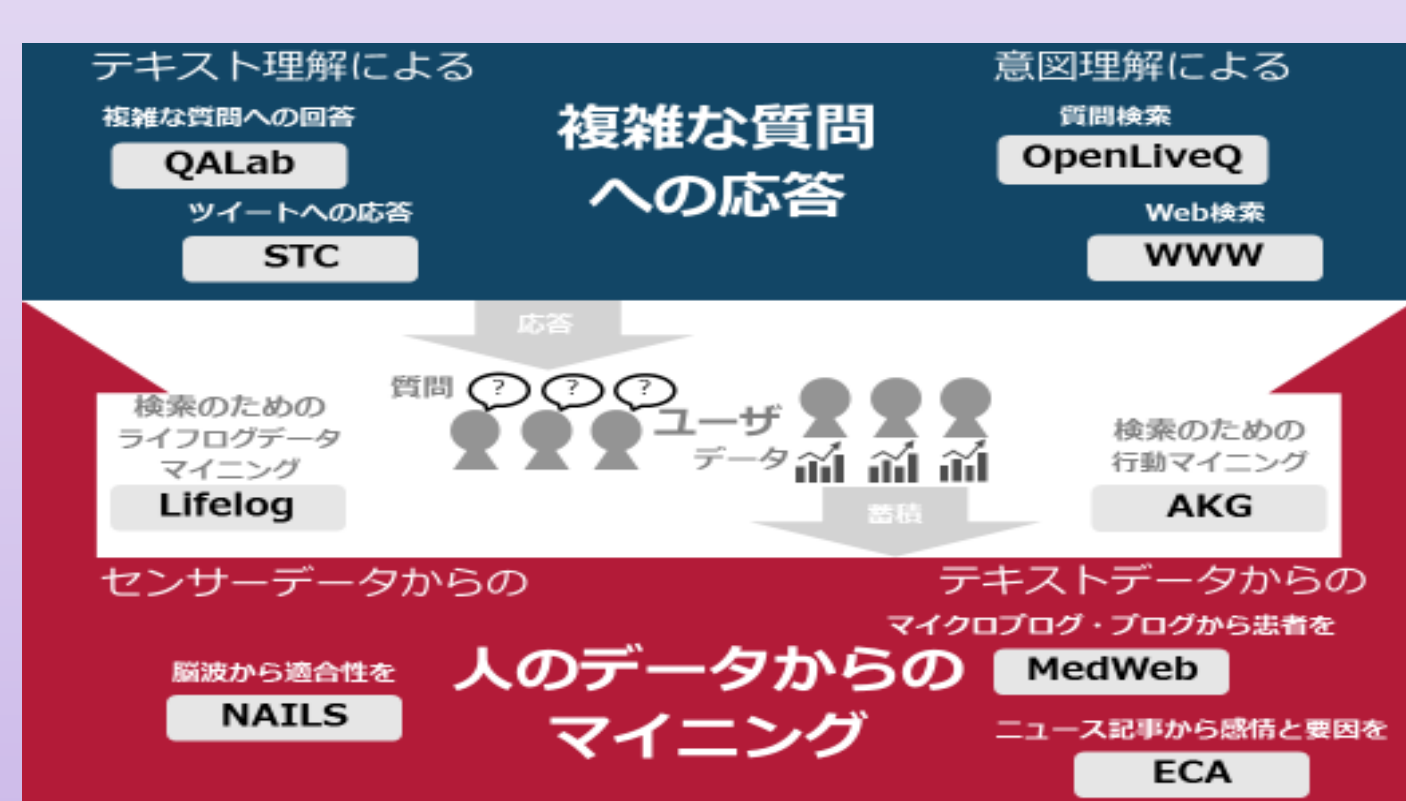 テキスト理解による
複雑な質問への回答
QALab
ツイートへの応答
STC
複雑な質問
への応答
意図理解による
質問検索
OpenLiveQ
Web検索
WWW
応答
質問 ? ? ?
ユーザ
データ
検索のための
ライフログデータ
マイニング
Lifelog
検索のための
行動マイニング
AKG
蓄積
センサーデータからの
脳波から適合性を
NAILS
人のデータからの
マイニング
テキストデータからの
マイクロブログ・ブログから患者を
MedWeb
ニュース記事から感情と要因を
ECA